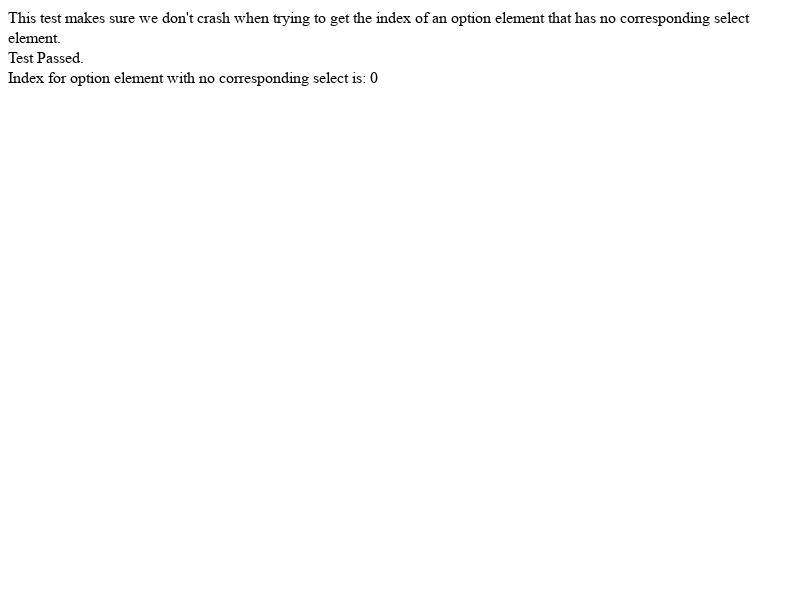 This test makes sure we don't crash when trying to get the index of an option element that has no corresponding select
element.
Test Passed.
Index for option element with no corresponding select is: 0